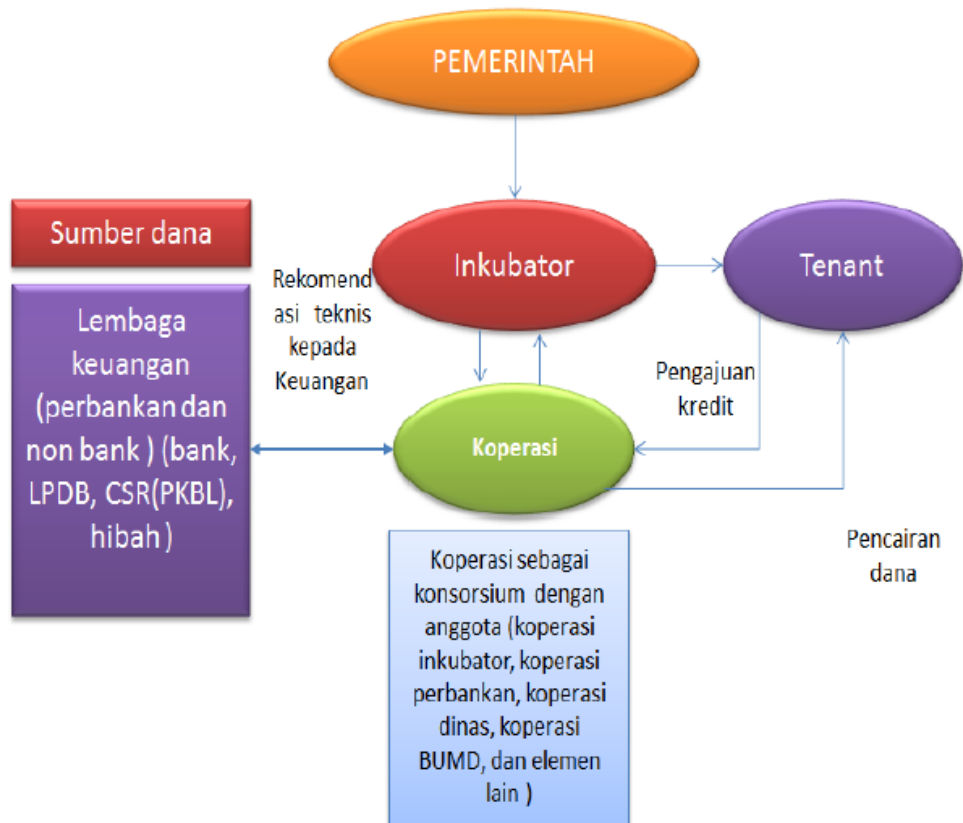 PEMERINTAH
Sumber dana
Inkubator
Tenant
Rekomend
asi teknis
kepada
Keuangan
Lembaga
keuangan
(perbankan dan
non bank ) (bank,
LPDB, CSR(PKBL),
hibah )
Pengajuan
kredit
Koperasi
Pencairan
dana
Koperasi sebagai
konsorsium dengan
anggota (koperasi
inkubator, koperasi
perbankan, koperasi
dinas, koperasi
BUMD, dan elemen
lain )